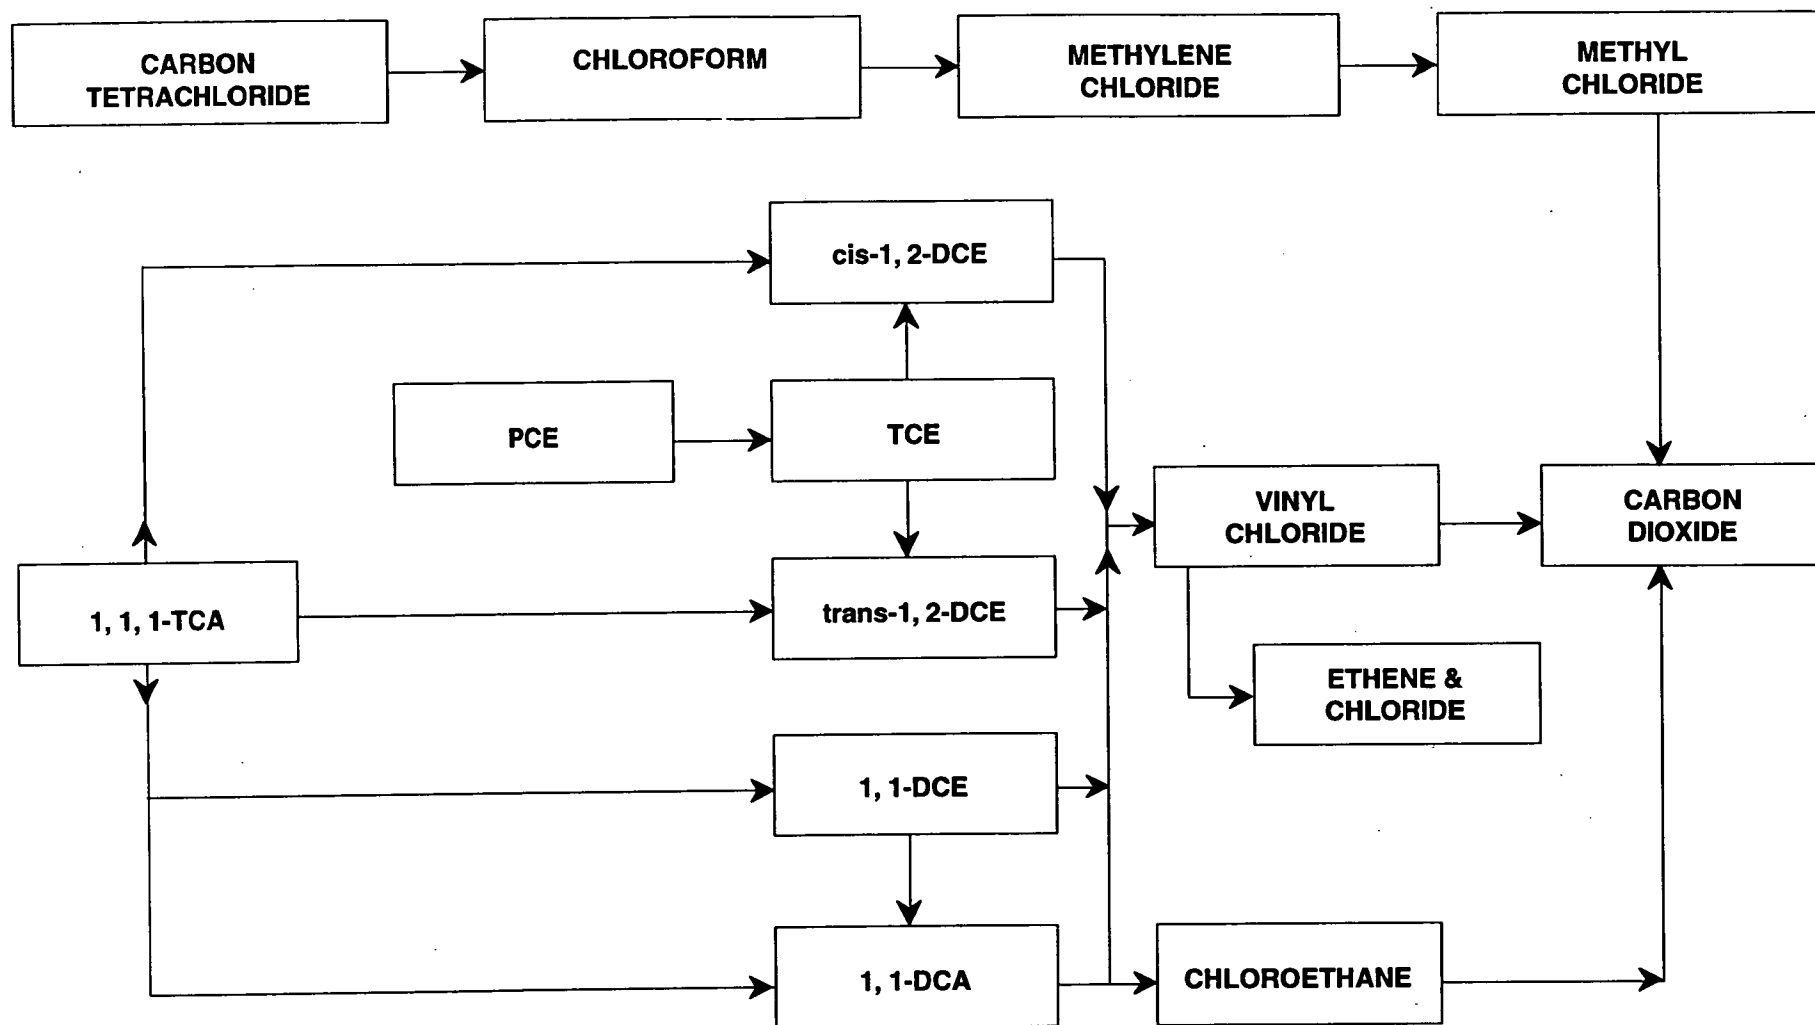 CARBON
TETRACHLORIDE
CHLOROFORM
METHYLENE
CHLORIDE
METHYL
CHLORIDE
cis-1, 2-DCE
PCE
TCE
VINYL
CHLORIDE
CARBON
DIOXIDE
1, 1, 1-TCA
trans-1, 2-DCE
ETHENE &
CHLORIDE
1, 1-DCE
1, 1-DCA
CHLOROETHANE